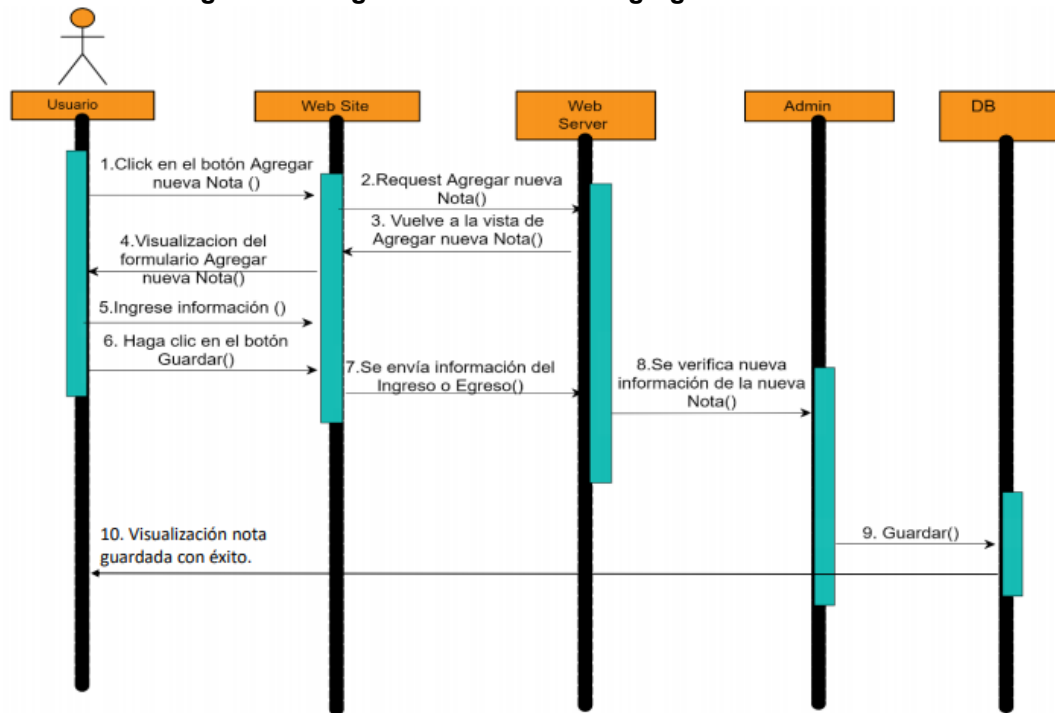 Usuario
Web Site
Web
Server
Admin
DB
1.Click en el botón Agregar
nueva Nota ()
2.Request Agregar nueva
Nota()
3. Vuelve a la vista de
Agregar nueva Nota()
4.Visualizacion del
formulario Agregar
nueva Nota()
5.Ingrese información ()
6. Haga clic en el botón
Guardar()
7.Se envía información del
Ingreso o Egreso()
8.Se verifica nueva
información de la nueva
Nota()
9. Guardar()
10. Visualización nota
guardada con éxito.